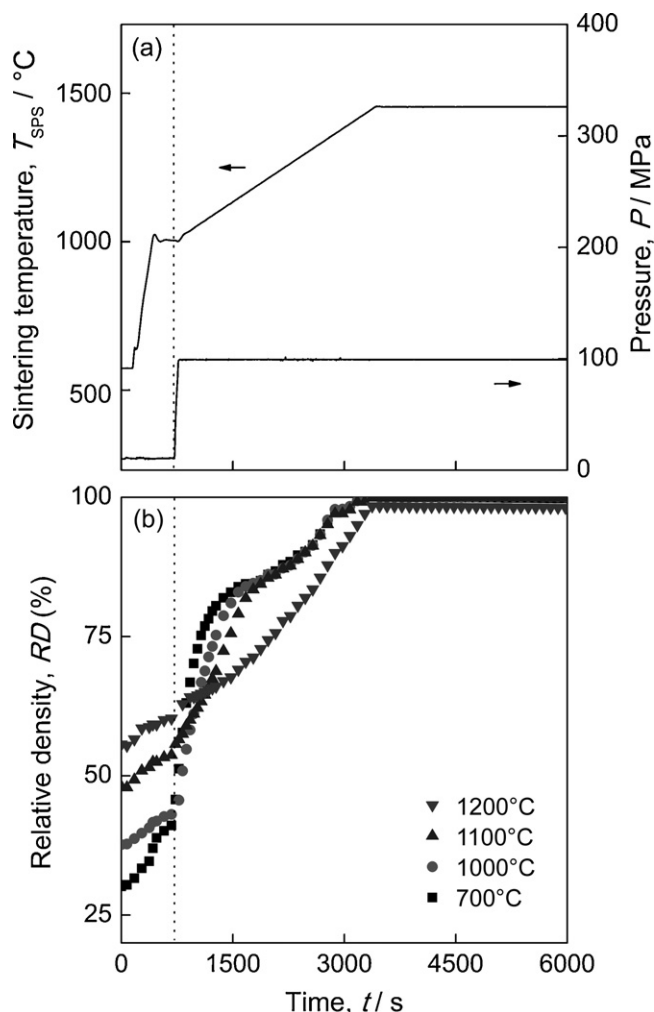 (a)
Sintering temperature, T_SPS / °C
1500
1000
500
400
300
200
100
0
Pressure, P / MPa
(b)
Relative density, RD (%)
100
75
50
25
1200°C
1100°C
1000°C
700°C
0
1500
3000
4500
6000
Time, t / s